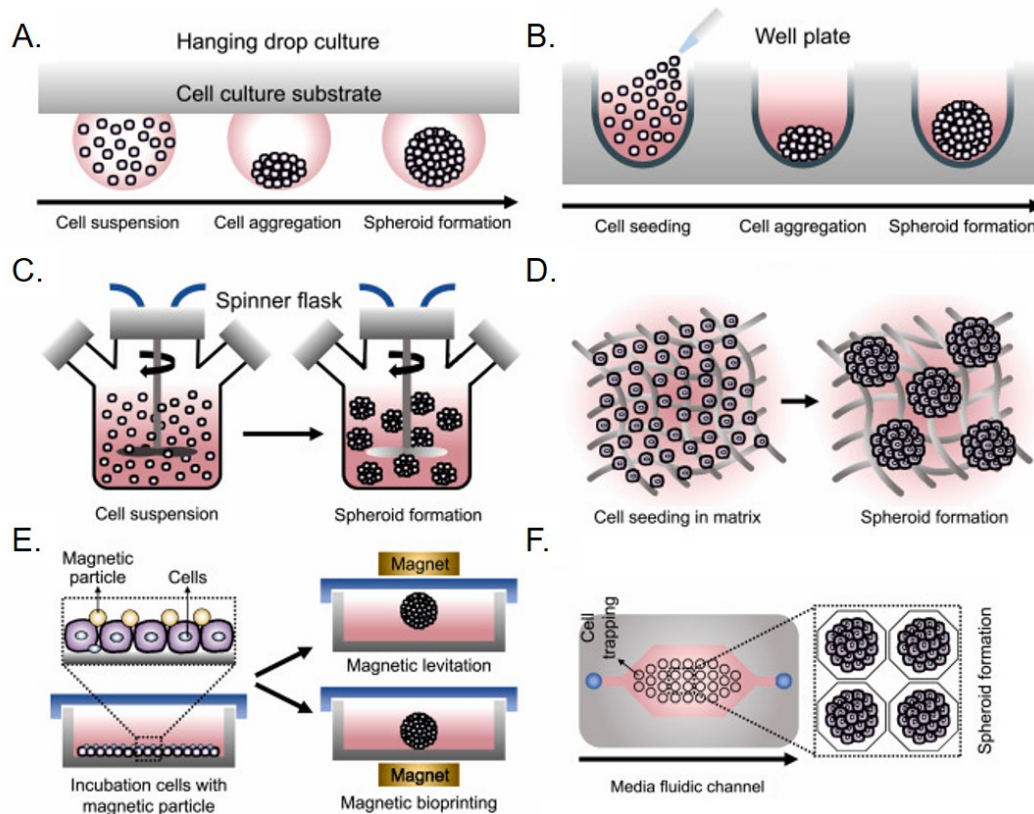 A.
Hanging drop culture
Cell culture substrate
Cell suspension
Cell aggregation
Spheroid formation
B.
Well plate
Cell seeding
Cell aggregation
Spheroid formation
C.
Spinner flask
Cell suspension
Spheroid formation
D.
Cell seeding in matrix
Spheroid formation
E.
Magnetic
particle
Cells
Incubation cells with
magnetic particle
Magnet
Magnetic levitation
Magnet
Magnetic bioprinting
F.
Cell
trapping
Media fluidic channel
Spheroid formation